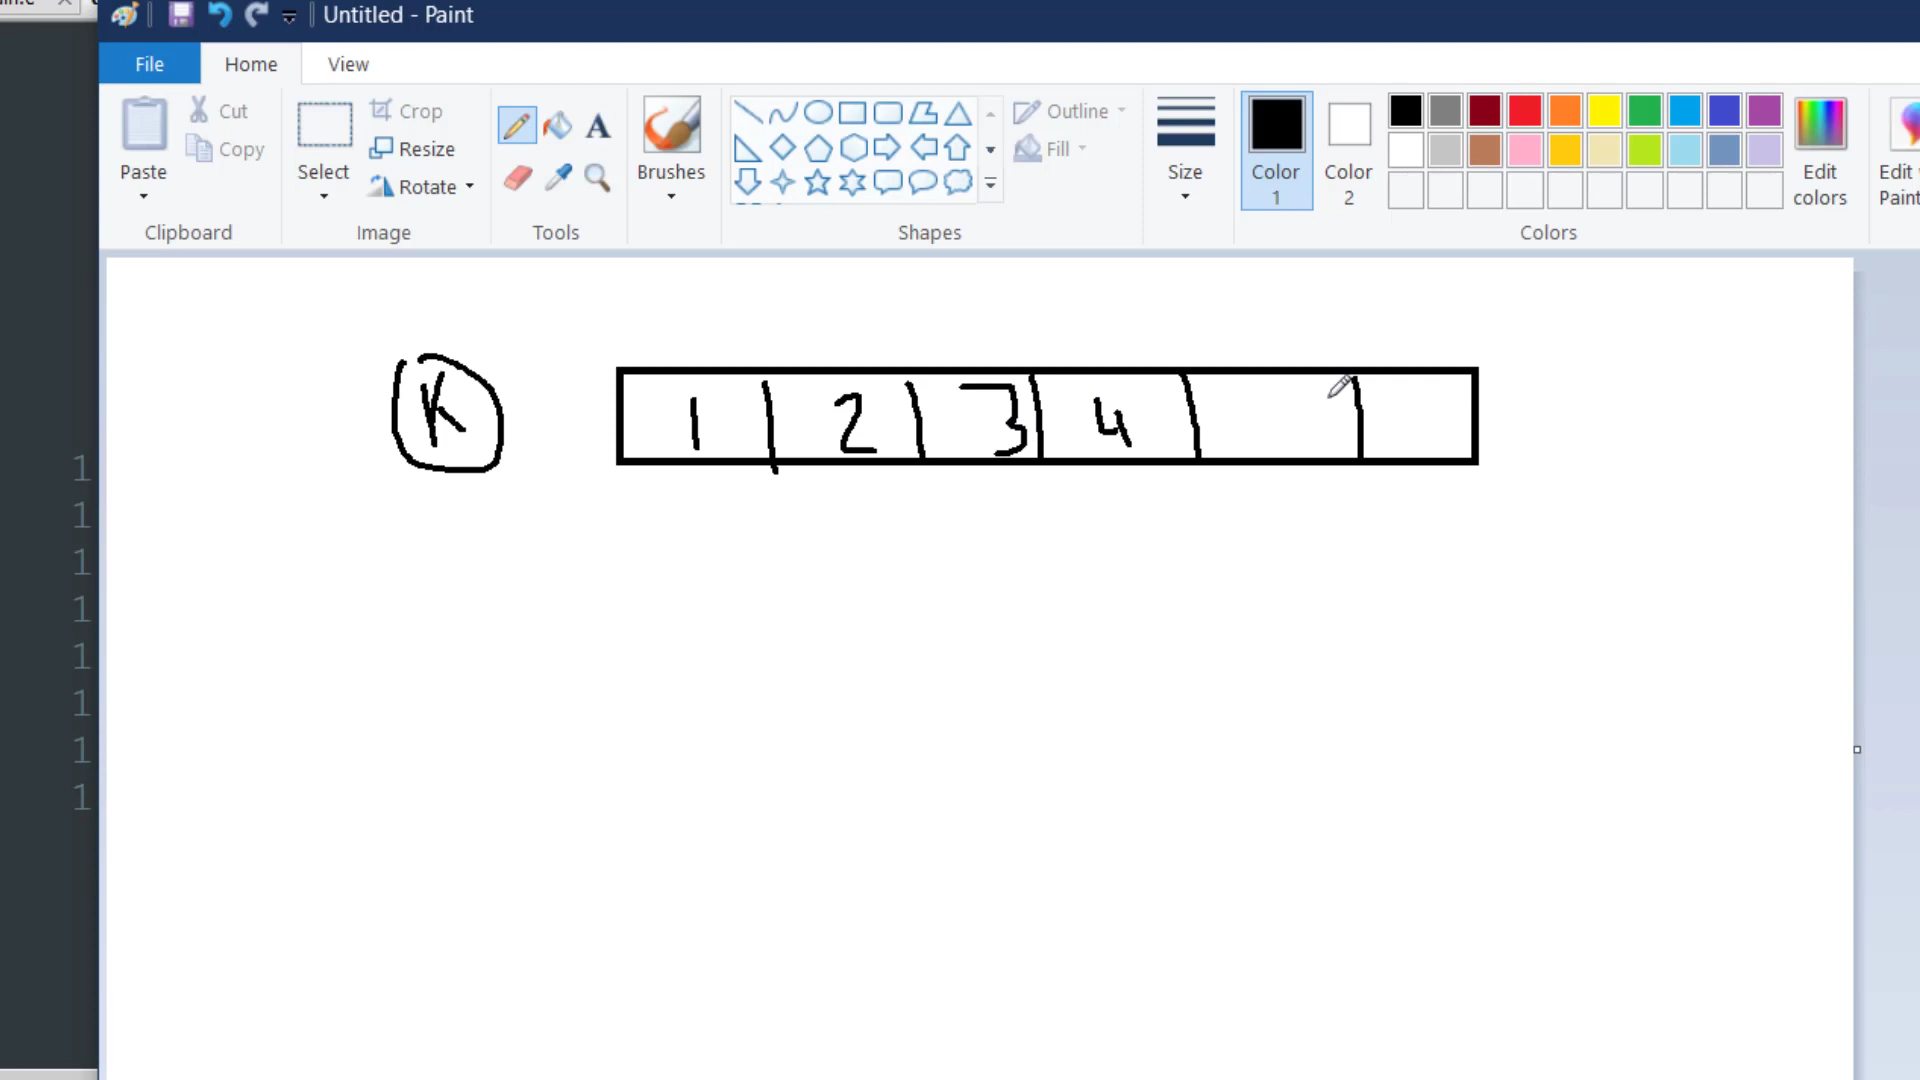 Untitled - Paint
File Home View
Paste
Cut
Copy
Clipboard
Select
Crop
Resize
Rotate
Image
Tools
Brushes
Shapes
Outline
Fill
Size
Color 1
Color 2
Edit colors
Edit
Paint
Colors
K 1 2 3 4
1
1
1
1
1
1
1
1